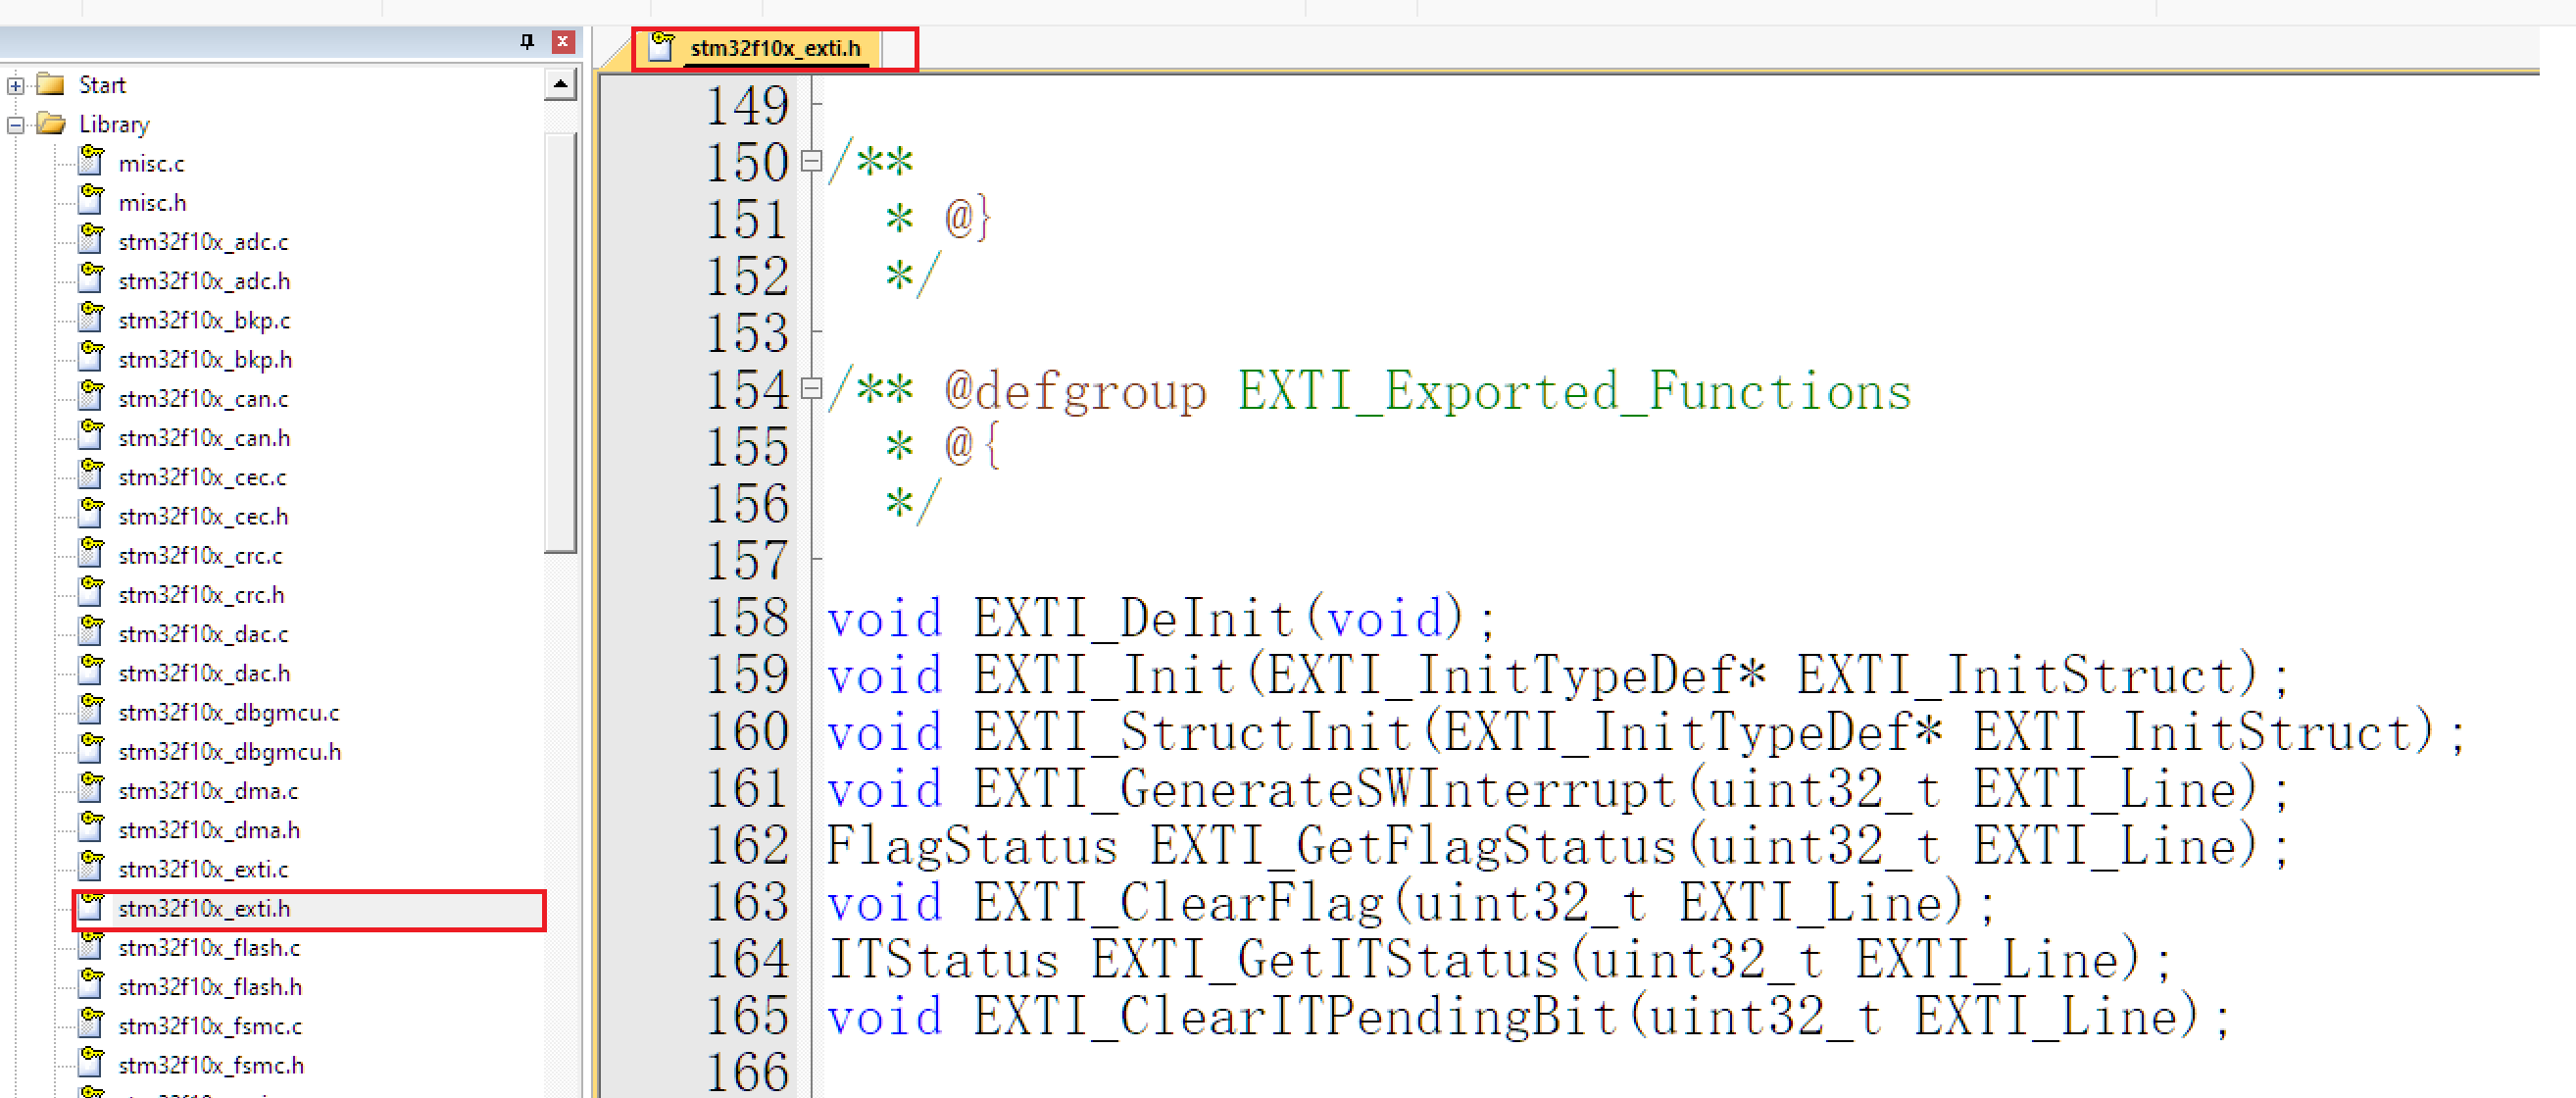 Start
Library
misc.c
misc.h
stm32f10x_adc.c
stm32f10x_adc.h
stm32f10x_bkp.c
stm32f10x_bkp.h
stm32f10x_can.c
stm32f10x_can.h
stm32f10x_cec.c
stm32f10x_cec.h
stm32f10x_crc.c
stm32f10x_crc.h
stm32f10x_dac.c
stm32f10x_dac.h
stm32f10x_dbgmcu.c
stm32f10x_dbgmcu.h
stm32f10x_dma.c
stm32f10x_dma.h
stm32f10x_exti.c
stm32f10x_exti.h
stm32f10x_flash.c
stm32f10x_flash.h
stm32f10x_fsmc.c
stm32f10x_fsmc.h
stm32f10x_exti.h
149
150 /**
151   * @}
152   */
153
154 /** @defgroup EXTI_Exported_Functions
155   * @{
156   */
157
158 void EXTI_DeInit(void);
159 void EXTI_Init(EXTI_InitTypeDef* EXTI_InitStruct);
160 void EXTI_StructInit(EXTI_InitTypeDef* EXTI_InitStruct);
161 void EXTI_GenerateSWInterrupt(uint32_t EXTI_Line);
162 FlagStatus EXTI_GetFlagStatus(uint32_t EXTI_Line);
163 void EXTI_ClearFlag(uint32_t EXTI_Line);
164 ITStatus EXTI_GetITStatus(uint32_t EXTI_Line);
165 void EXTI_ClearITPendingBit(uint32_t EXTI_Line);
166